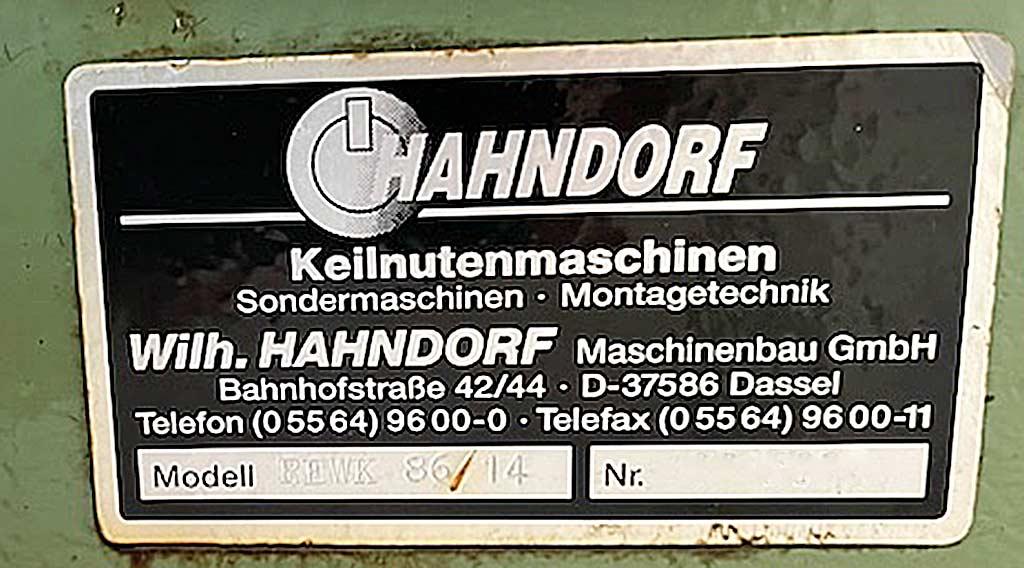 HAHNDORF
Keilnutenmaschinen
Sondermaschinen · Montagetechnik
Wilh. HAHNDORF Maschinenbau GmbH
Bahnhofstraße 42/44 · D-37586 Dassel
Telefon (0 55 64) 96 00-0 · Telefax (0 55 64) 96 00-11
Modell 86/14 Nr.